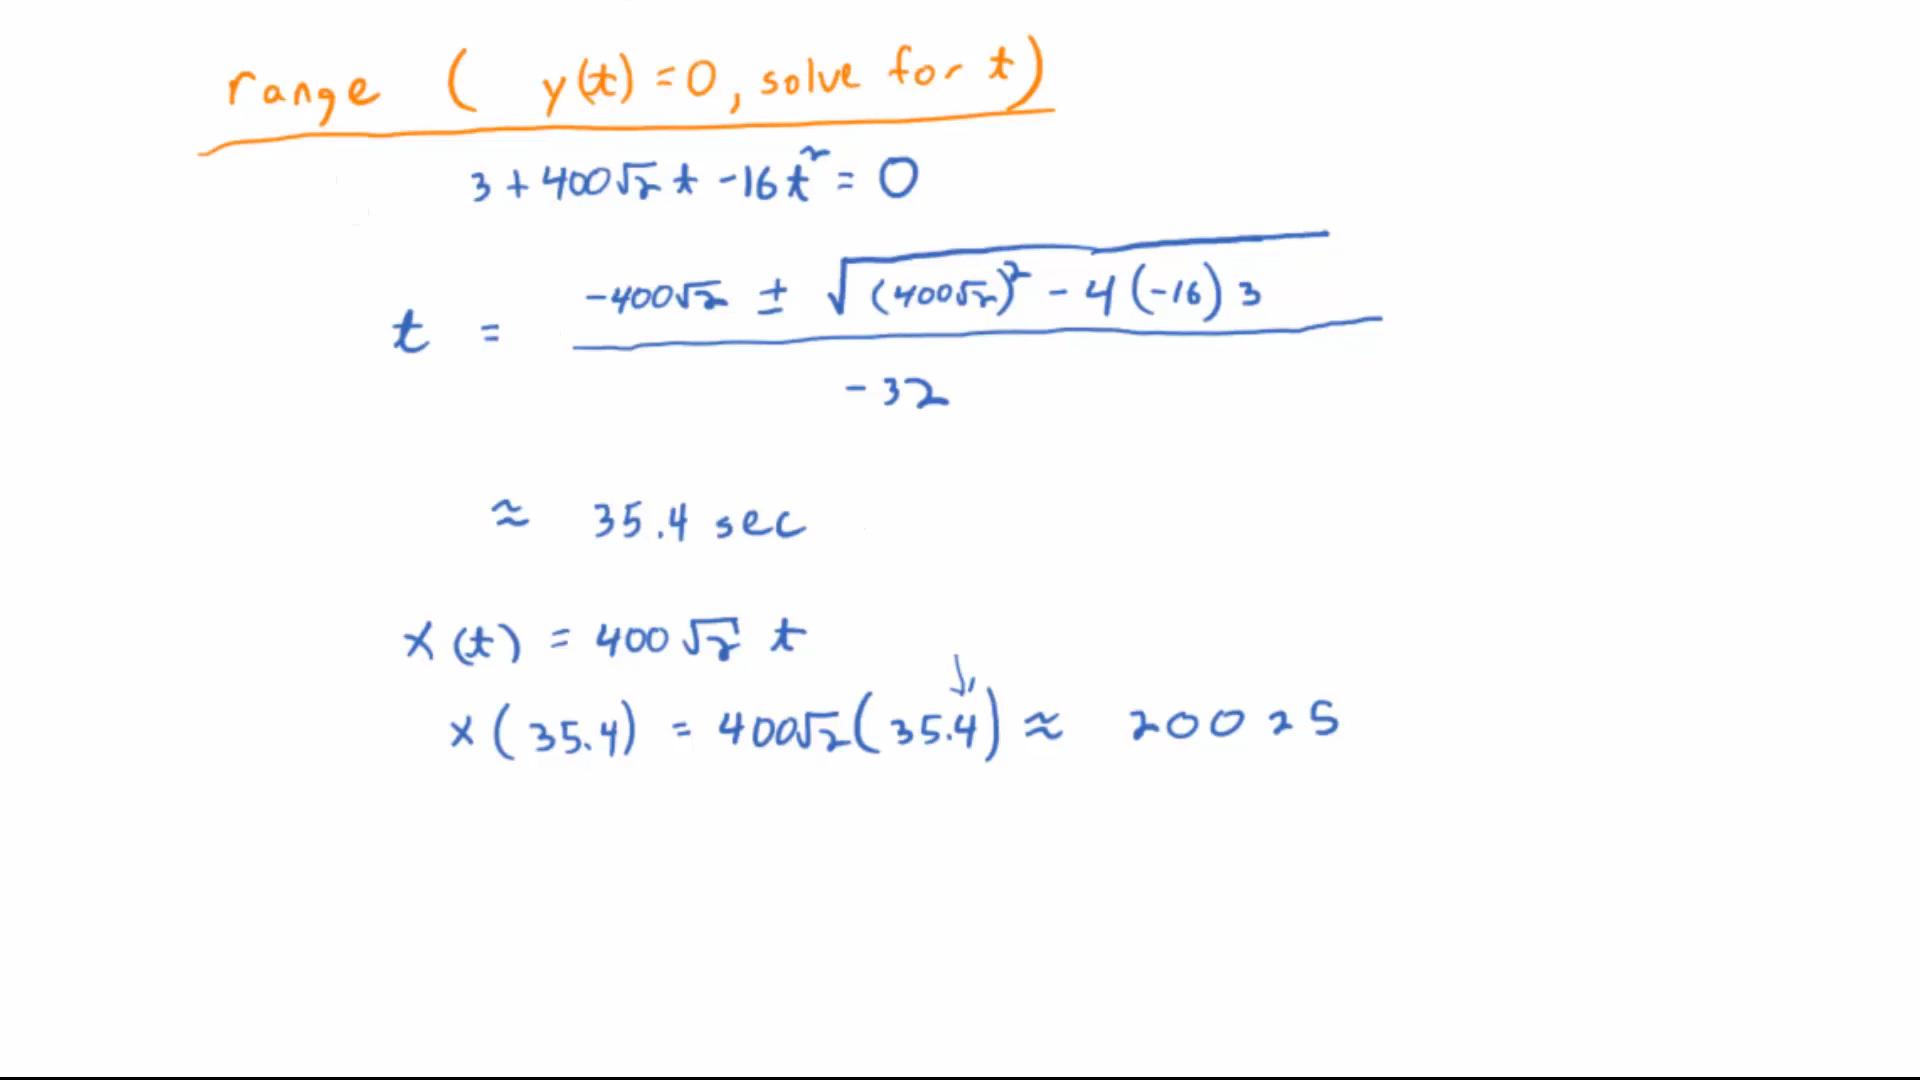 range ( y(t) = 0, solve for t)
3 + 400√2 t - 16t² = 0
t = (-400√2 ± √((400√2)² - 4(-16)3)) / -32
≈ 35.4 sec
x(t) = 400√2 t
x(35.4) = 400√2(35.4) ≈ 20025